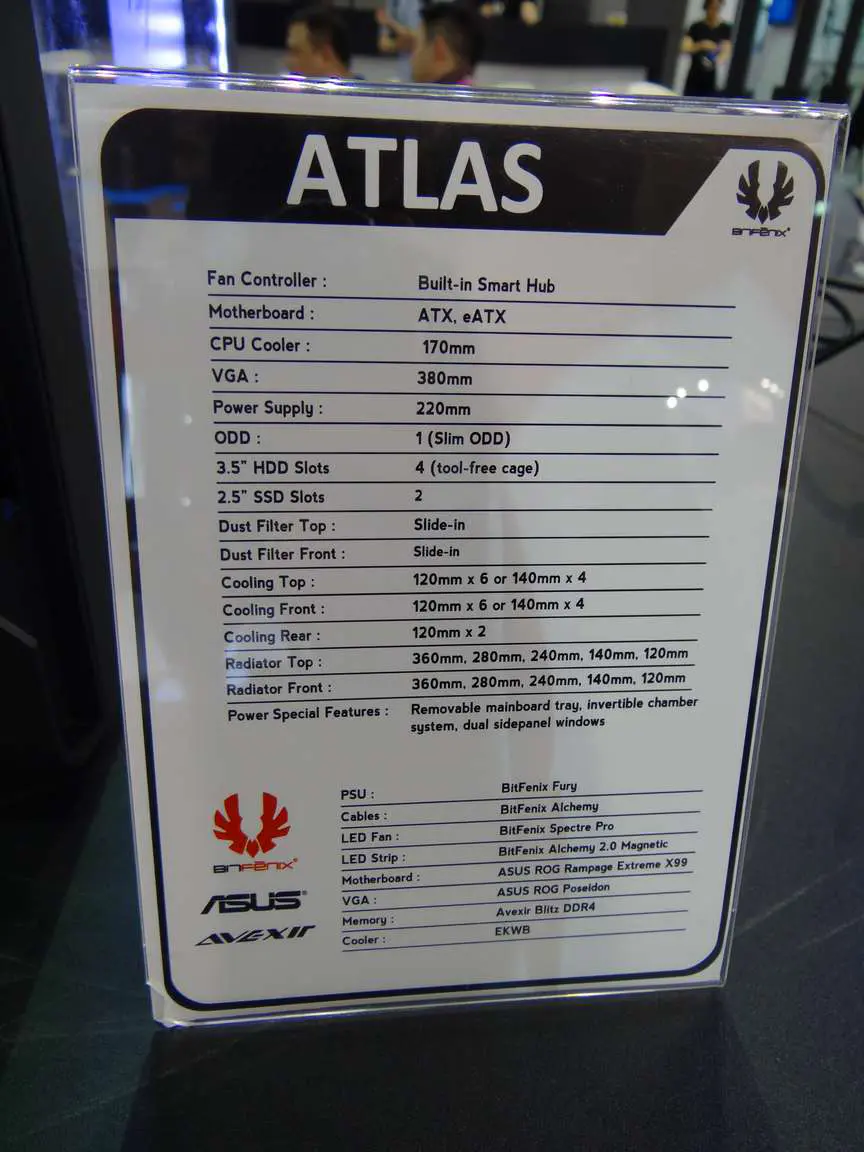 ATLAS
BITFENIX
Fan Controller : Built-in Smart Hub
Motherboard : ATX, eATX
CPU Cooler : 170mm
VGA : 380mm
Power Supply : 220mm
ODD : 1 (Slim ODD)
3.5" HDD Slots 4 (tool-free cage)
2.5" SSD Slots 2
Dust Filter Top : Slide-in
Dust Filter Front : Slide-in
Cooling Top : 120mm x 6 or 140mm x 4
Cooling Front : 120mm x 6 or 140mm x 4
Cooling Rear : 120mm x 2
Radiator Top : 360mm, 280mm, 240mm, 140mm, 120mm
Radiator Front : 360mm, 280mm, 240mm, 140mm, 120mm
Power Special Features : Removable mainboard tray, invertible chamber
system, dual sidepanel windows
PSU : BitFenix Fury
Cables : BitFenix Alchemy
LED Fan : BitFenix Spectre Pro
LED Strip : BitFenix Alchemy 2.0 Magnetic
Motherboard : ASUS ROG Rampage Extreme X99
VGA : ASUS ROG Poseidon
Memory : Avexir Blitz DDR4
Cooler : EKWB
BITFENIX
ASUS
AVEXIR